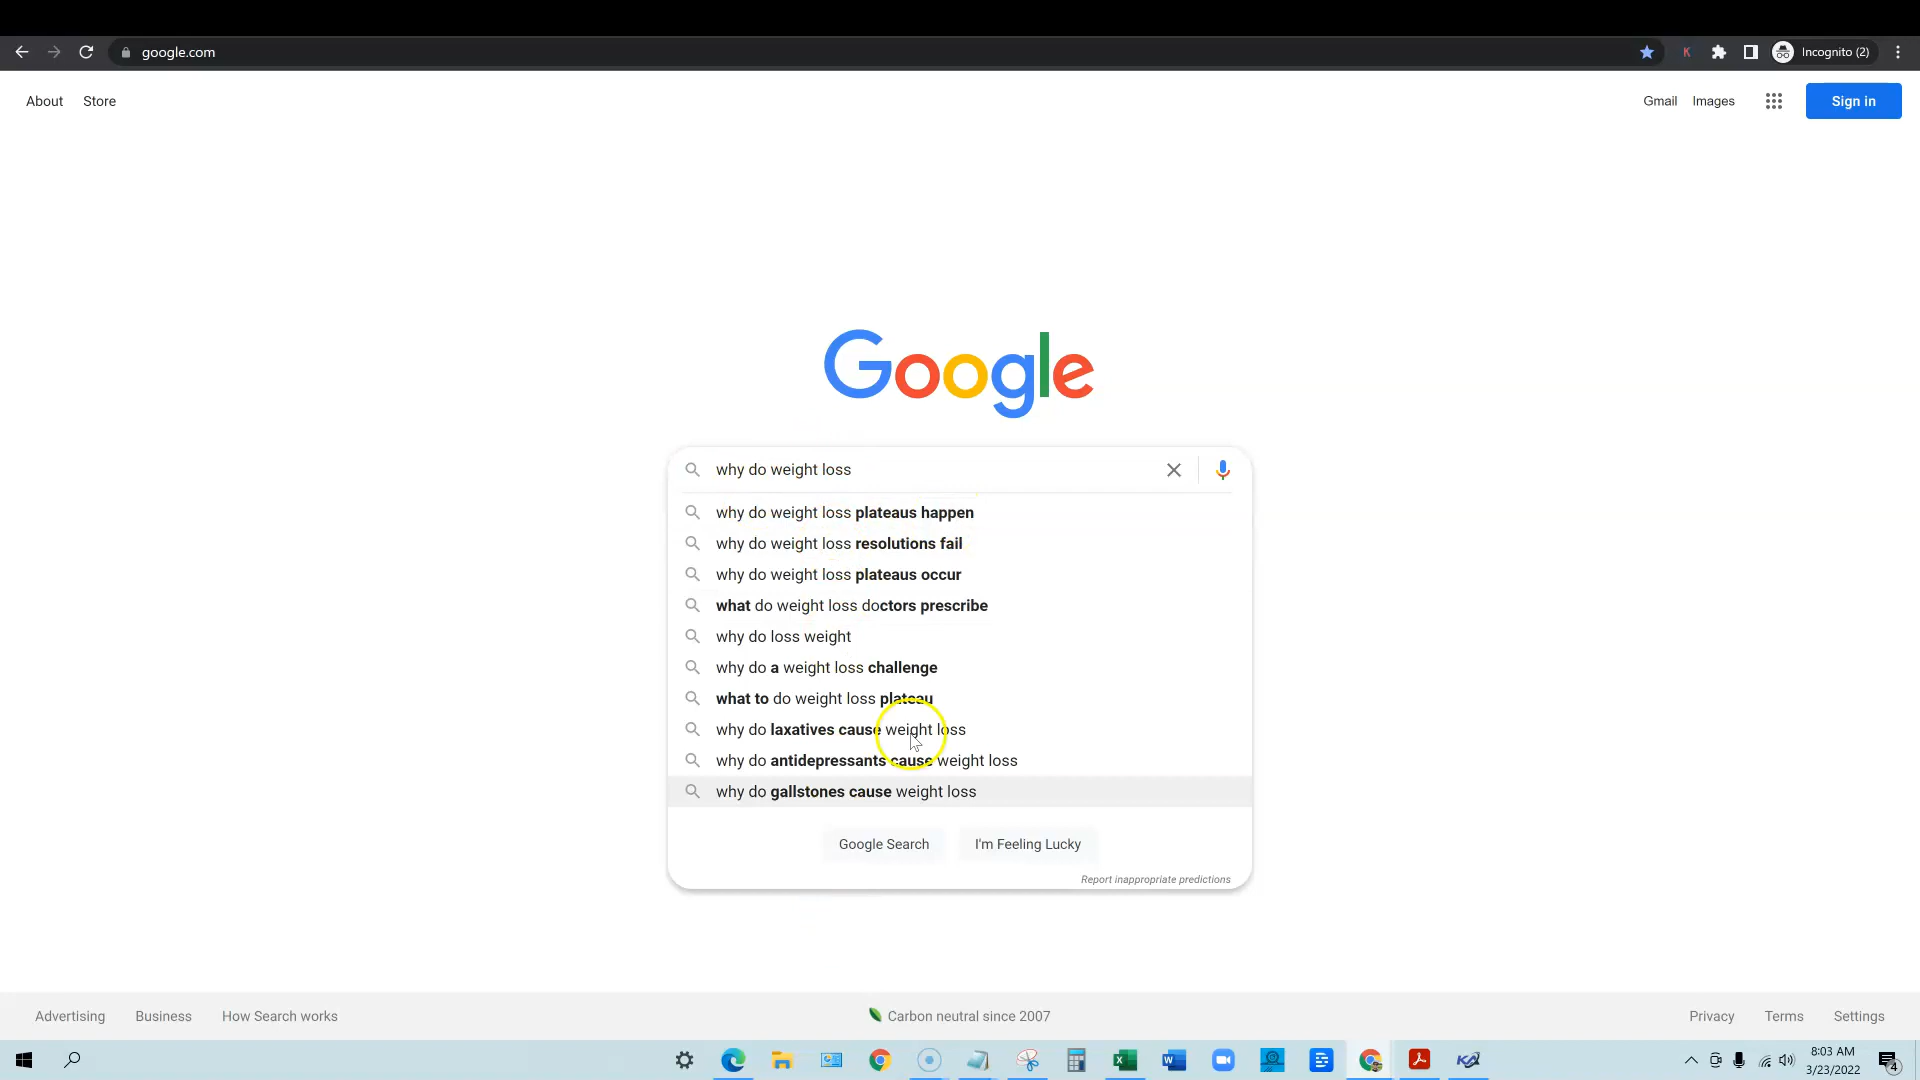 google.com
K
Incognito (2)
About
Store
Gmail
Images
Sign in
Google
why do weight loss
why do weight loss plateaus happen
why do weight loss resolutions fail
why do weight loss plateaus occur
what do weight loss doctors prescribe
why do loss weight
why do a weight loss challenge
what to do weight loss plateau
why do laxatives cause weight loss
why do antidepressants cause weight loss
why do gallstones cause weight loss
Google Search
I'm Feeling Lucky
Report inappropriate predictions
Advertising
Business
How Search works
Carbon neutral since 2007
Privacy
Terms
Settings
8:03 AM
3/23/2022
4